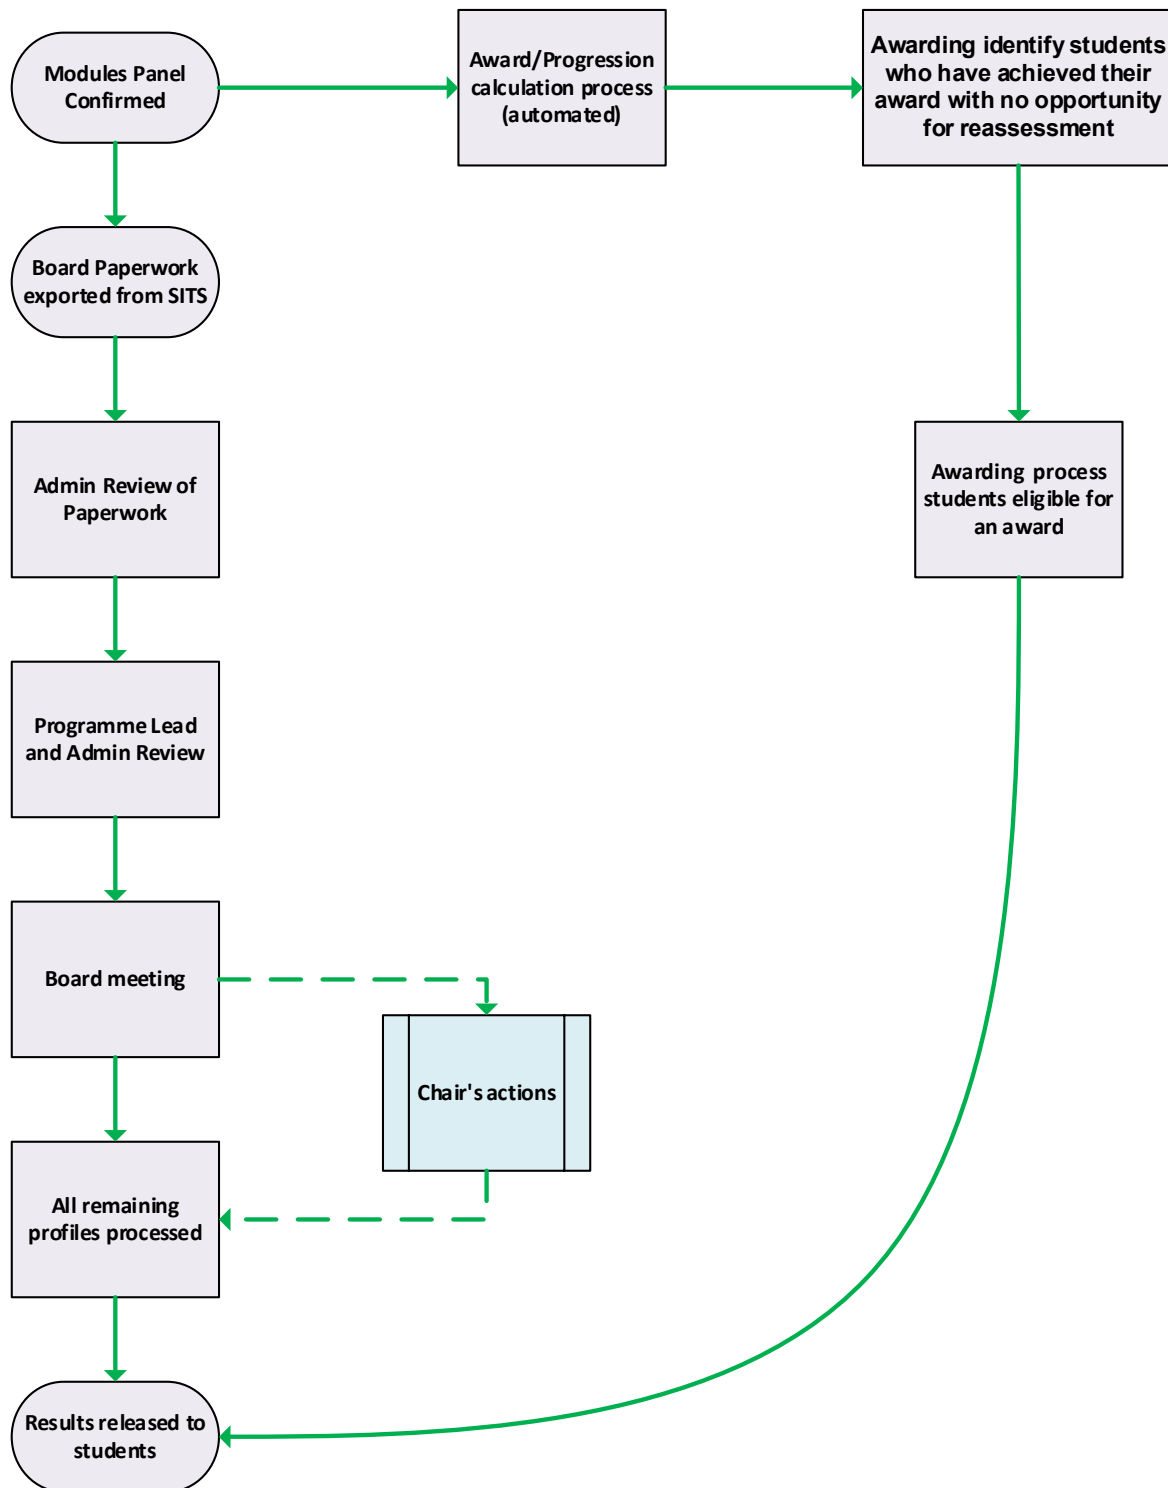 Modules Panel
Confirmed
Award/Progression
calculation process
(automated)
Awarding identify students
who have achieved their
award with no opportunity
for reassessment
Board Paperwork
exported from SITS
Admin Review of
Paperwork
Awarding process
students eligible for
an award
Programme Lead
and Admin Review
Board meeting
Chair's actions
All remaining
profiles processed
Results released to
students